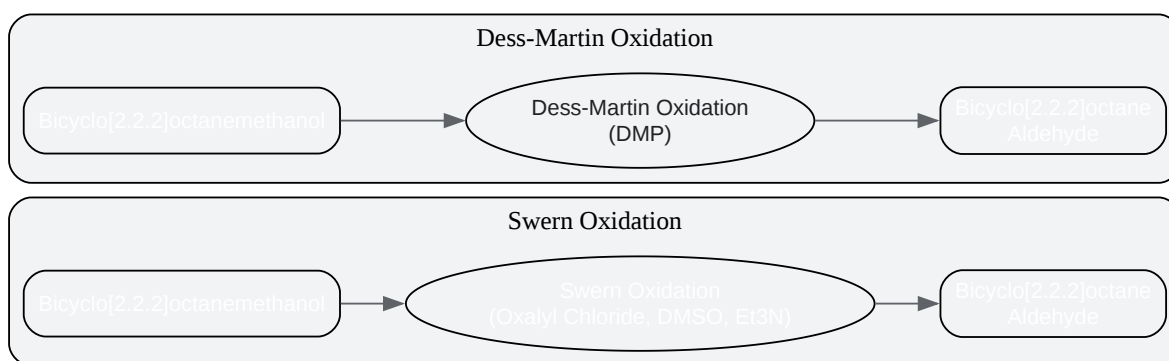 Dess-Martin Oxidation
Bicyclo[2.2.2]octanemethanol
Dess-Martin Oxidation
(DMP)
Bicyclo[2.2.2]octane
Aldehyde
Swern Oxidation
Bicyclo[2.2.2]octanemethanol
Swern Oxidation
(Oxalyl Chloride, DMSO, Et3N)
Bicyclo[2.2.2]octane
Aldehyde